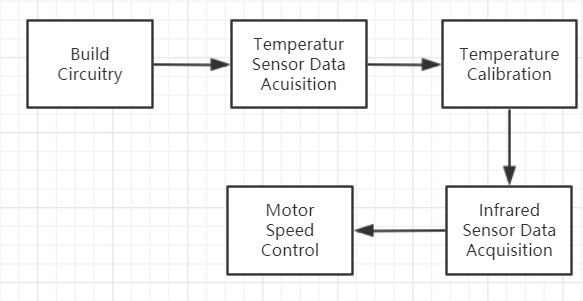 Build
Circuitry
Temperatur
Sensor Data
Acuisition
Temperature
Calibration
Infrared
Sensor Data
Acquisition
Motor
Speed
Control